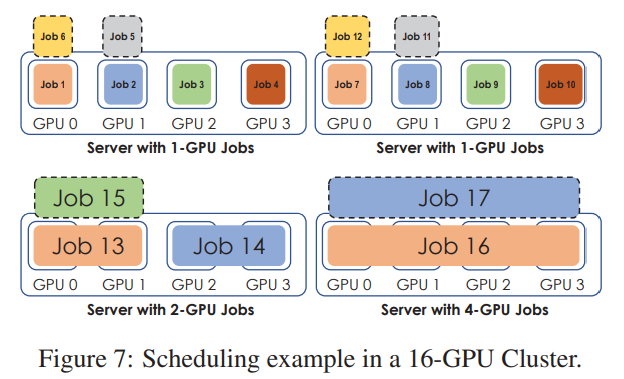 Job 6 Job 5 Job 12 Job 11
Job 1 Job 2 Job 3 Job 4 Job 7 Job 8 Job 9 Job 10
GPU 0 GPU 1 GPU 2 GPU 3 GPU 0 GPU 1 GPU 2 GPU 3
Server with 1-GPU Jobs Server with 1-GPU Jobs
Job 15 Job 17
Job 13 Job 14 Job 16
GPU 0 GPU 1 GPU 2 GPU 3 GPU 0 GPU 1 GPU 2 GPU 3
Server with 2-GPU Jobs Server with 4-GPU Jobs
Figure 7: Scheduling example in a 16-GPU Cluster.